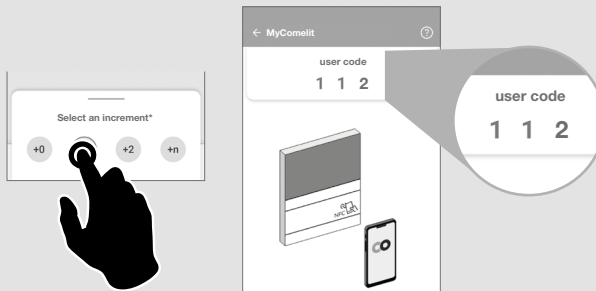 Select an increment*
+0 +2 +n
← MyComelit ?
user code
1 1 2
NFC
user code
1 1 2